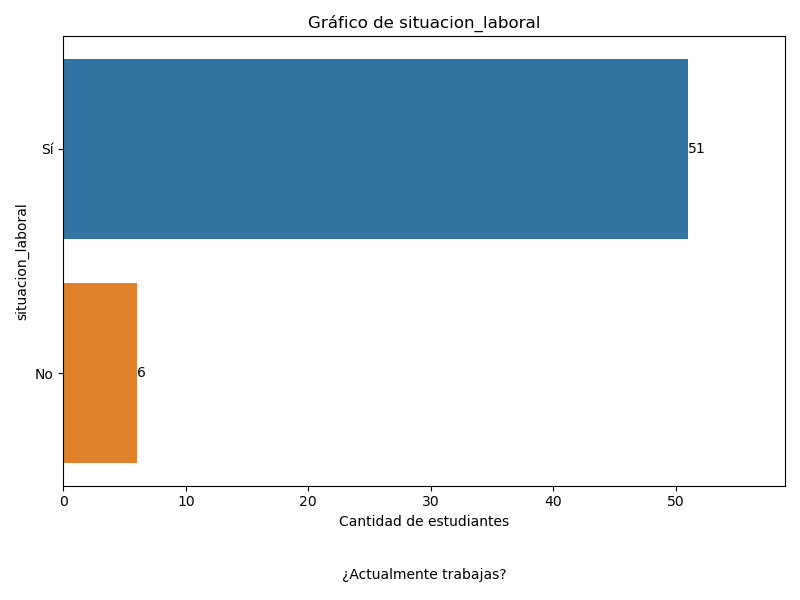 Gráfico de situacion_laboral
situacion_laboral
Sí
51
No
6
0 10 20 30 40 50
Cantidad de estudiantes
¿Actualmente trabajas?